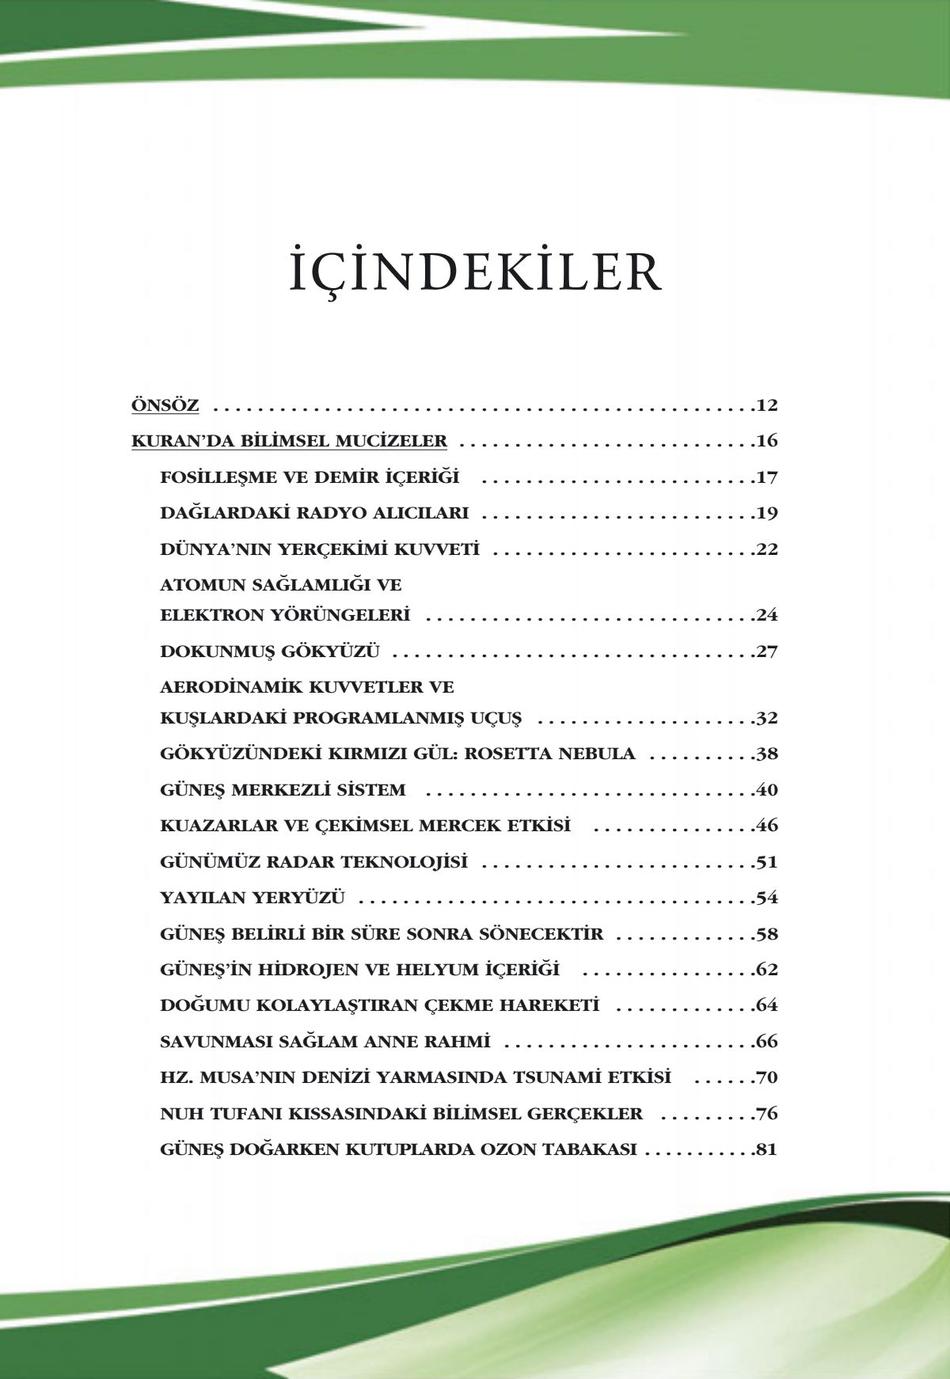 İÇİNDEKİLER
ÖNSÖZ . . . . . . . . . . . . . . . . . . . . . . . . . . . . . . . . . . . . . . . . . . . . . . . . .12
KURAN’DA BİLİMSEL MUCİZELER . . . . . . . . . . . . . . . . . . . . . . . . . . .16
FOSİLLEŞME VE DEMİR İÇERİĞİ . . . . . . . . . . . . . . . . . . . . . . . . .17
DAĞLARDAKİ RADYO ALICILARI . . . . . . . . . . . . . . . . . . . . . . . . .19
DÜNYA’NIN YERÇEKİMİ KUVVETİ . . . . . . . . . . . . . . . . . . . . . . . .22
ATOMUN SAĞLAMLIĞI VE
ELEKTRON YÖRÜNGELERİ . . . . . . . . . . . . . . . . . . . . . . . . . . . . . .24
DOKUNMUŞ GÖKYÜZÜ . . . . . . . . . . . . . . . . . . . . . . . . . . . . . . . . .27
AERODİNAMİK KUVVETLER VE
KUŞLARDAKİ PROGRAMLANMIŞ UÇUŞ . . . . . . . . . . . . . . . . . . . .32
GÖKYÜZÜNDEKİ KIRMIZI GÜL: ROSETTA NEBULA . . . . . . . . . .38
GÜNEŞ MERKEZLİ SİSTEM . . . . . . . . . . . . . . . . . . . . . . . . . . . . . .40
KUAZARLAR VE ÇEKİMSEL MERCEK ETKİSİ . . . . . . . . . . . . . . .46
GÜNÜMÜZ RADAR TEKNOLOJİSİ . . . . . . . . . . . . . . . . . . . . . . . . .51
YAYILAN YERYÜZÜ . . . . . . . . . . . . . . . . . . . . . . . . . . . . . . . . . . . .54
GÜNEŞ BELİRLİ BİR SÜRE SONRA SÖNECEKTİR . . . . . . . . . . . . .58
GÜNEŞ’İN HİDROJEN VE HELYUM İÇERİĞİ . . . . . . . . . . . . . . . .62
DOĞUMU KOLAYLAŞTIRAN ÇEKME HAREKETİ . . . . . . . . . . . . .64
SAVUNMASI SAĞLAM ANNE RAHMİ . . . . . . . . . . . . . . . . . . . . . . .66
HZ. MUSA’NIN DENİZİ YARMASINDA TSUNAMİ ETKİSİ . . . . . .70
NUH TUFANI KISSASINDAKİ BİLİMSEL GERÇEKLER . . . . . . . . .76
GÜNEŞ DOĞARKEN KUTUPLARDA OZON TABAKASI . . . . . . . . . .81